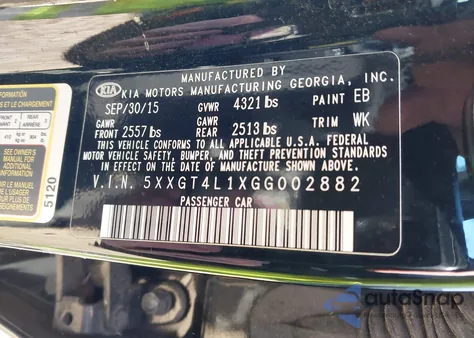 MANUFACTURED BY
KIA KIA MOTORS MANUFACTURING GEORGIA, INC.
SEP/30/15 GVWR 4321 lbs PAINT EB
GAWR GAWR
FRONT 2557 lbs REAR 2513 lbs TRIM WK
THIS VEHICLE CONFORMS TO ALL APPLICABLE U.S.A. FEDERAL
MOTOR VEHICLE SAFETY, BUMPER, AND THEFT PREVENTION STANDARDS
IN EFFECT ON THE DATE OF MANUFACTURE SHOWN ABOVE.
V.I.N. 5XXGT4L1XGG002882
PASSENGER CAR
5120
autoSnap